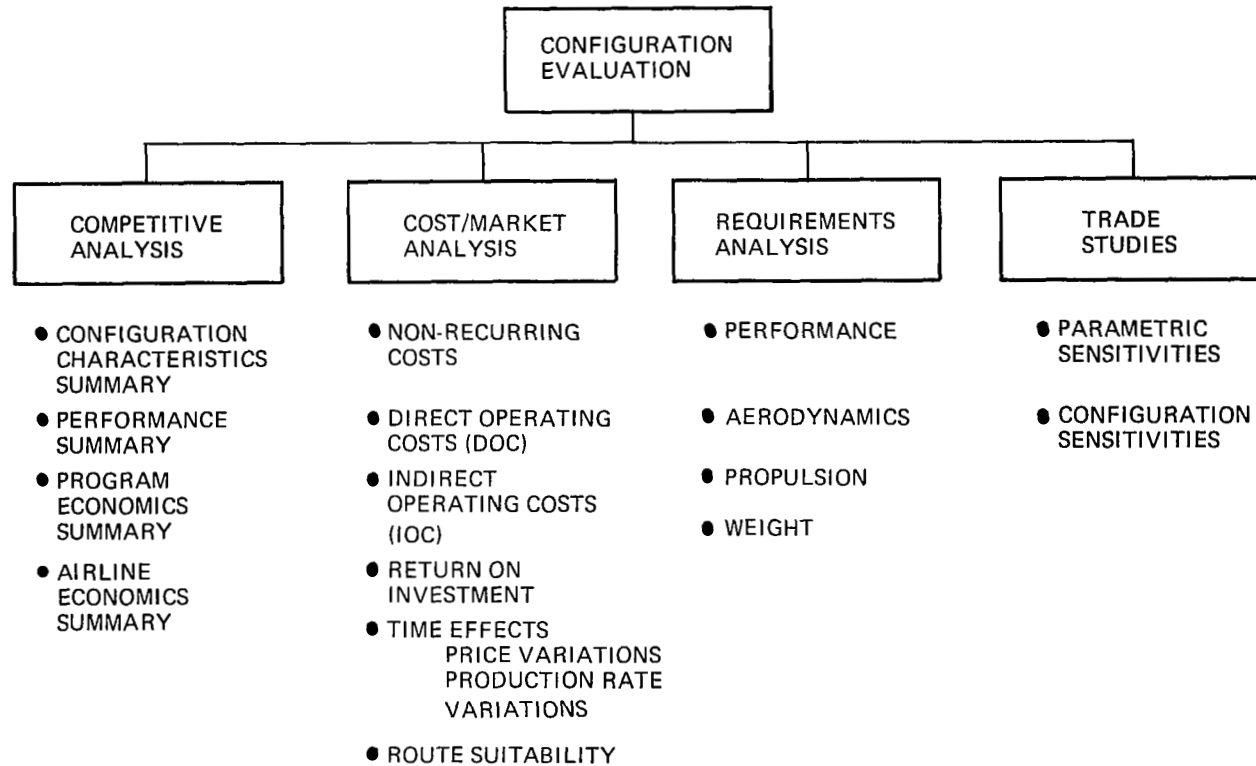 CONFIGURATION
EVALUATION
COMPETITIVE
ANALYSIS
COST/MARKET
ANALYSIS
REQUIREMENTS
ANALYSIS
TRADE
STUDIES
● CONFIGURATION
CHARACTERISTICS
SUMMARY
● PERFORMANCE
SUMMARY
● PROGRAM
ECONOMICS
SUMMARY
● AIRLINE
ECONOMICS
SUMMARY
● NON-RECURRING
COSTS
● DIRECT OPERATING
COSTS (DOC)
● INDIRECT
OPERATING COSTS
(IOC)
● RETURN ON
INVESTMENT
● TIME EFFECTS
PRICE VARIATIONS
PRODUCTION RATE
VARIATIONS
● ROUTE SUITABILITY
● PERFORMANCE
● AERODYNAMICS
● PROPULSION
● WEIGHT
● PARAMETRIC
SENSITIVITIES
● CONFIGURATION
SENSITIVITIES